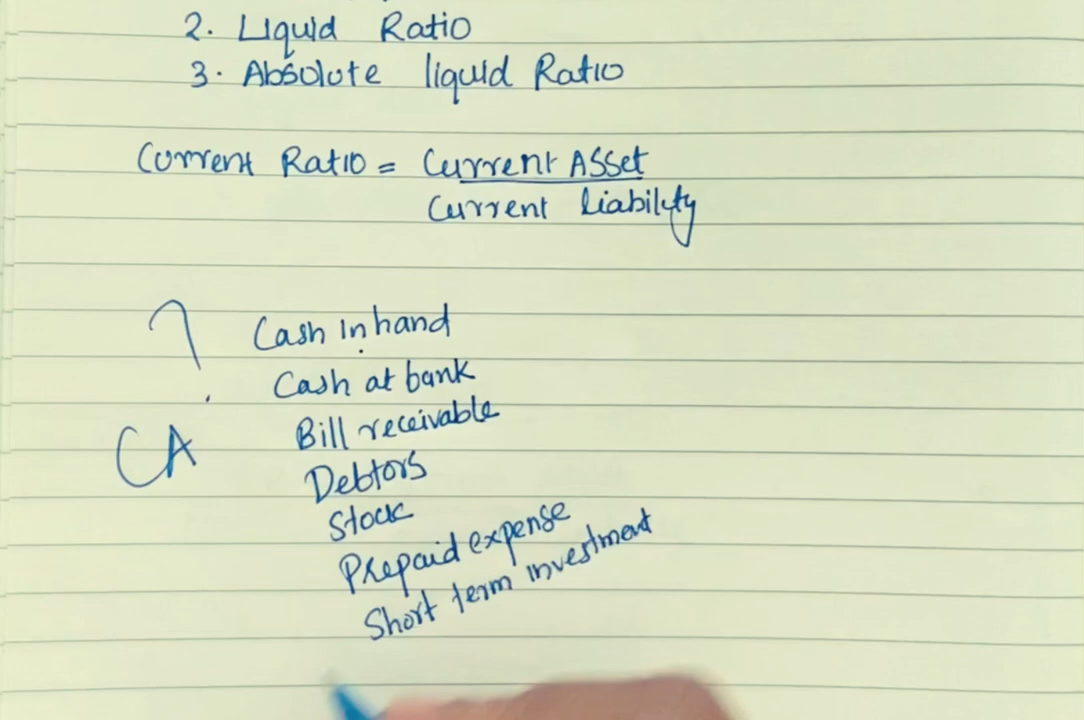 2. Liquid Ratio
3. Absolute liquid Ratio
Current Ratio = Current Asset
Current liability
?
Cash in hand
Cash at bank
CA
Bill receivable
Debtors
Stock
Prepaid expense
Short term investment